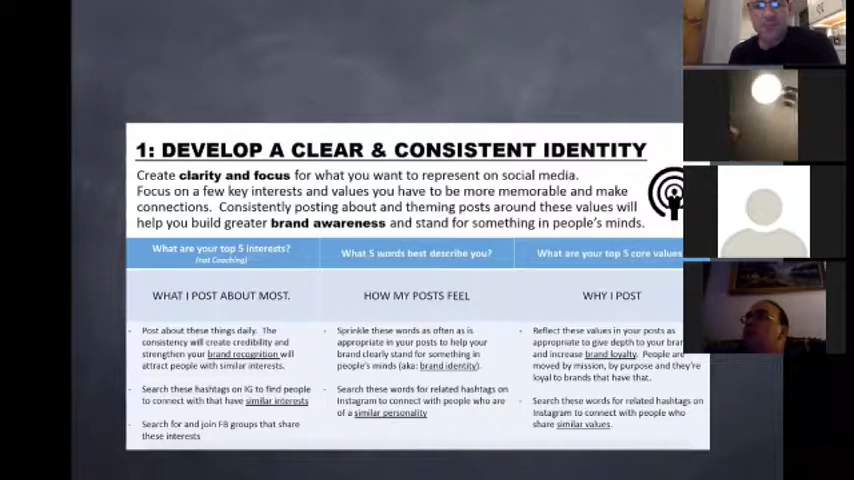 1: DEVELOP A CLEAR & CONSISTENT IDENTITY
Create clarity and focus for what you want to represent on social media.
Focus on a few key interests and values you have to be more memorable and make
connections. Consistently posting about and theming posts around these values will
help you build greater brand awareness and stand for something in people's minds.
What are your top 5 interests?
(not Coaching)
WHAT I POST ABOUT MOST.
- Post about these things daily. The
consistency will create credibility and
strengthen your brand recognition will
attract people with similar interests.
- Search these hashtags on IG to find people
to connect with that have similar interests
- Search for and join FB groups that share
these interests
What 5 words best describe you?
HOW MY POSTS FEEL
- Sprinkle these words as often as is
appropriate in your posts to help your
brand clearly stand for something in
people's minds (aka: brand identity).
- Search these words for related hashtags on
Instagram to connect with people who are
of a similar personality
What are your top 5 core values
WHY I POST
- Reflect these values in your posts as
appropriate to give depth to your
and increase brand loyalty. People are
moved by mission, by purpose and they're
loyal to brands that have that.
- Search these words for related hashtags on
Instagram to connect with people who
share similar values.